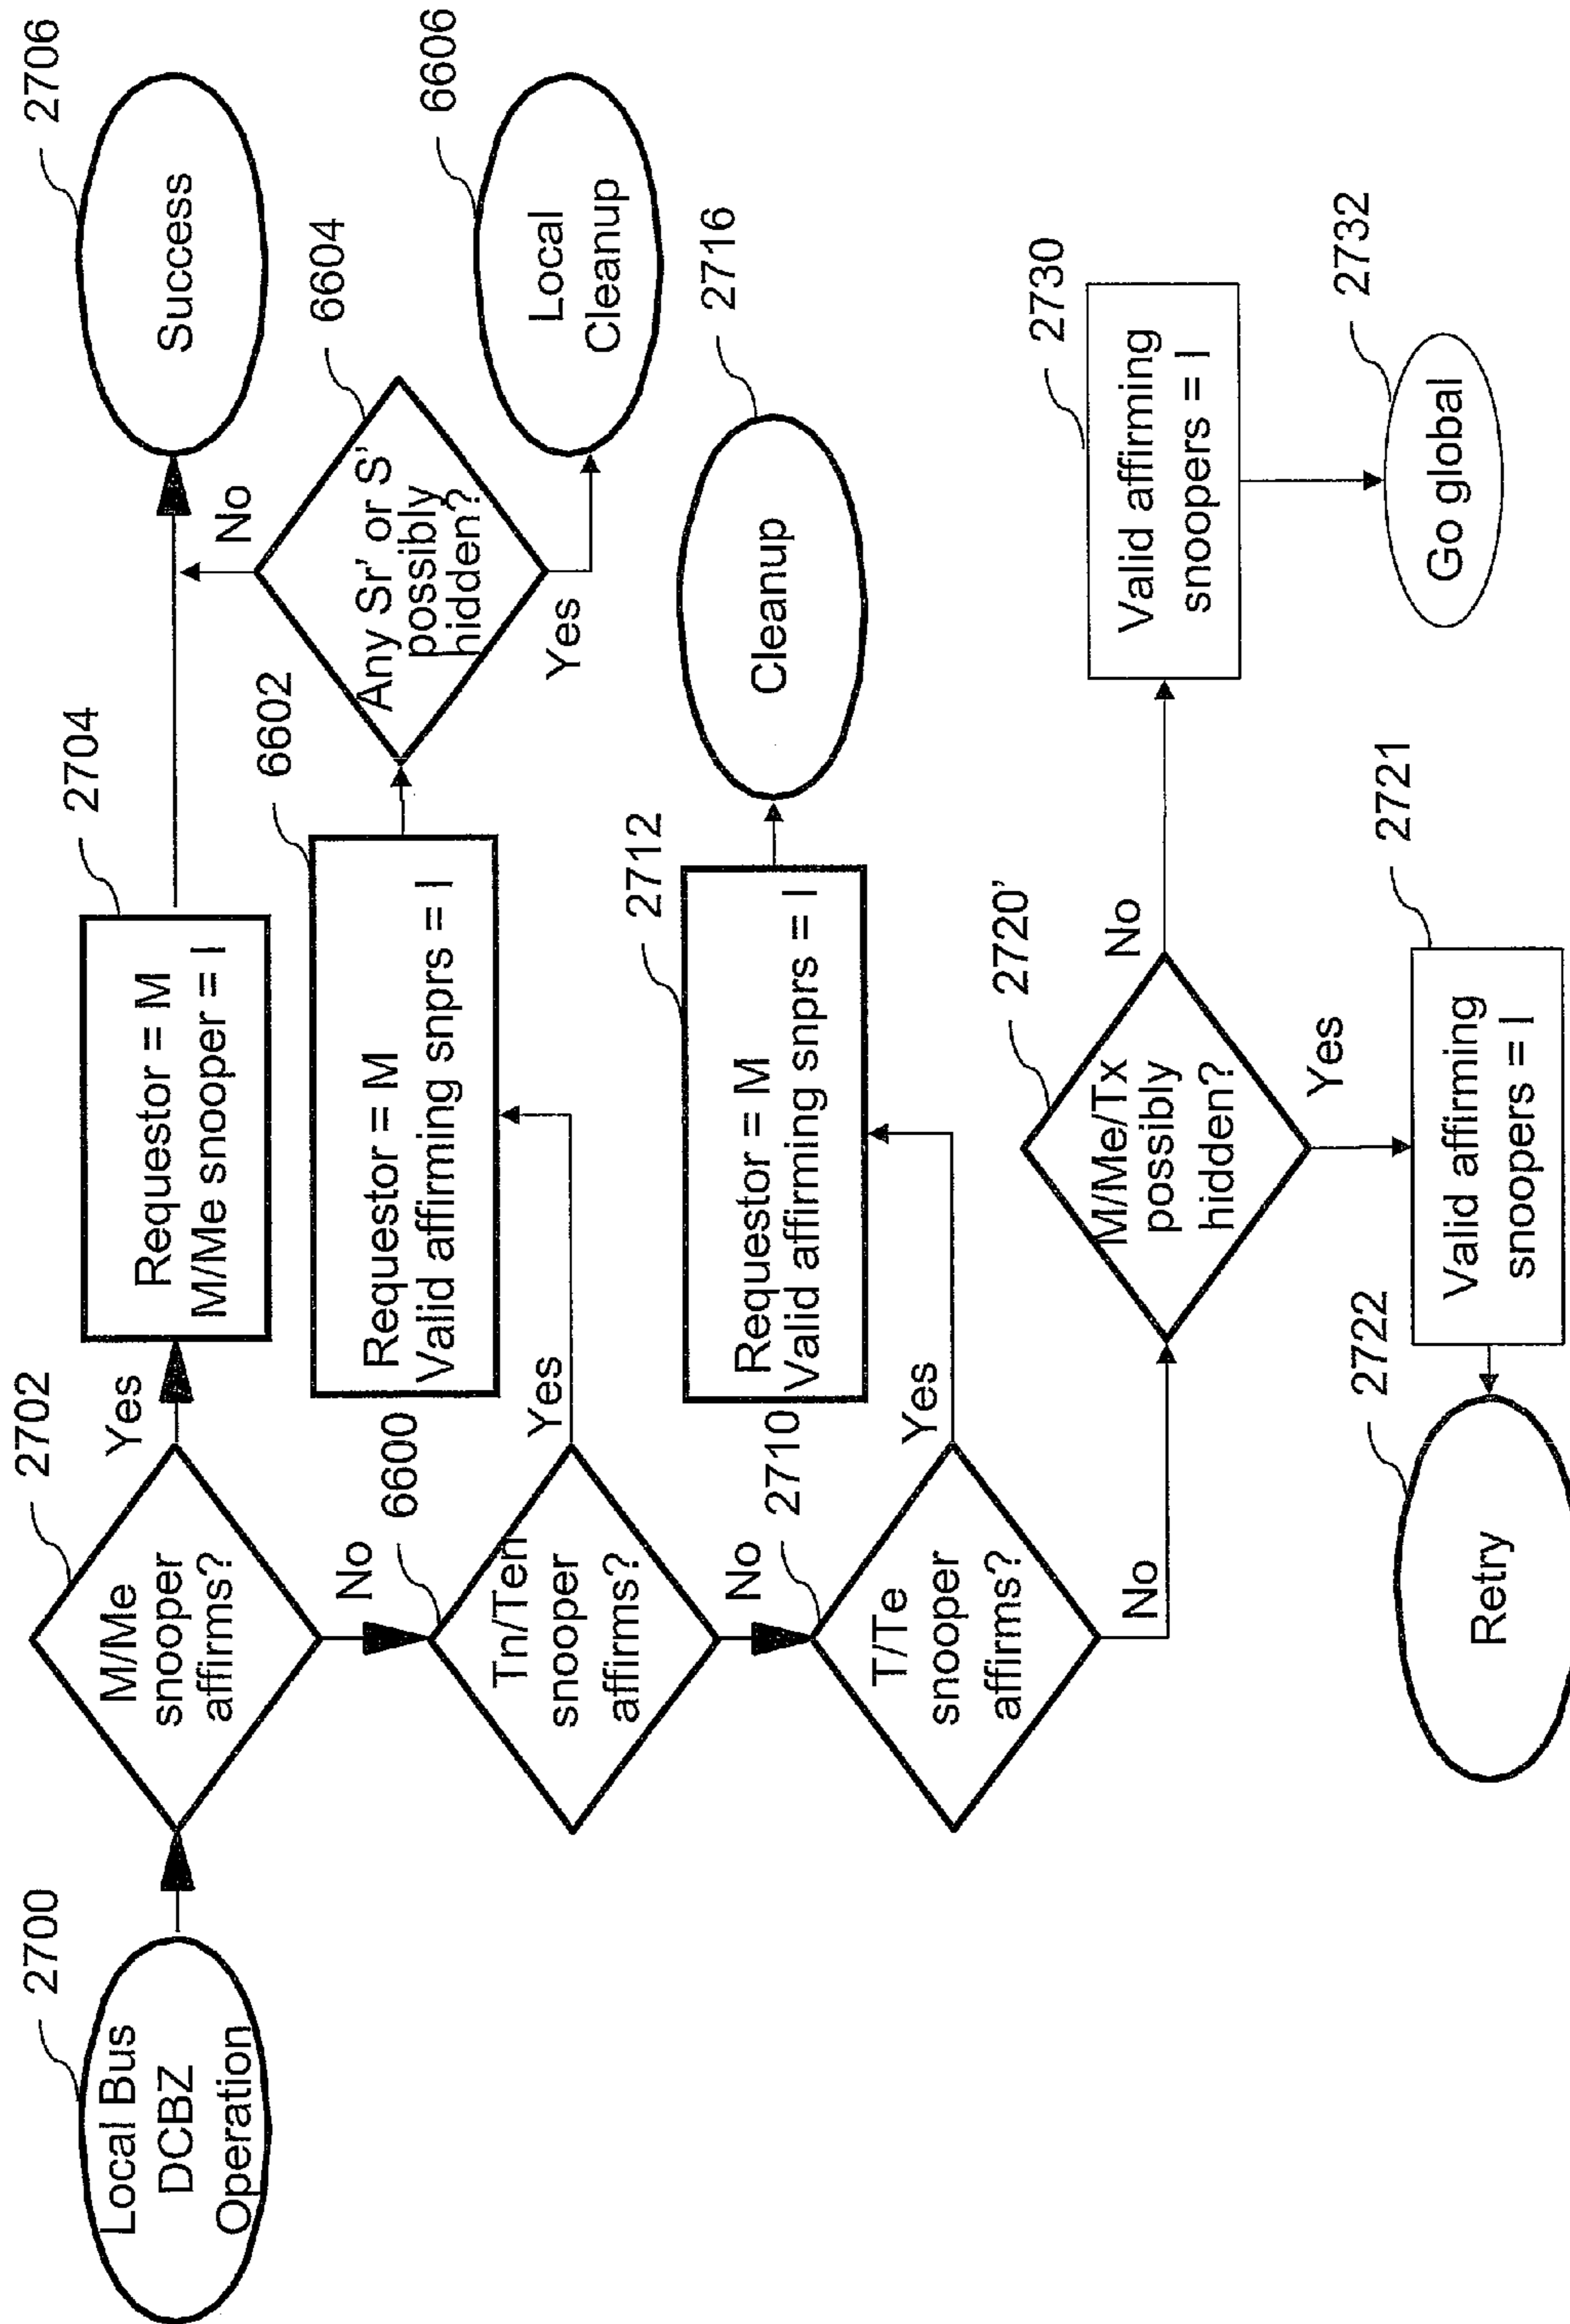 2700
Local Bus
DCBZ
Operation
2702
M/Me
snooper
affirms?
Yes
No
2704
Requestor = M
M/Me snooper = I
2706
Success
6600
Tn/Ten
snooper
affirms?
Yes
No
6602
Requestor = M
Valid affirming snprs = I
6604
Any Sr' or S'
possibly
hidden?
No
Yes
6606
Local
Cleanup
2710
T/Te
snooper
affirms?
Yes
No
2712
Requestor = M
Valid affirming snprs = I
2716
Cleanup
2720'
M/Me/Tx
possibly
hidden?
No
Yes
2730
Valid affirming
snoopers = I
2732
Go global
2721
Valid affirming
snoopers = I
2722
Retry